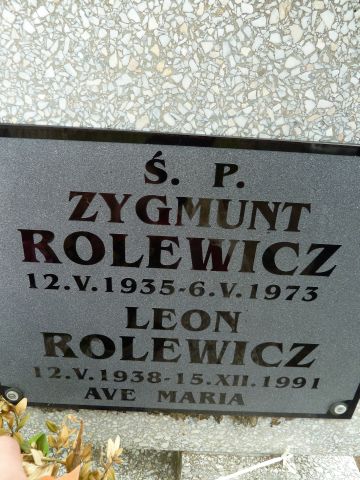 Ś. P.
ZYGMUNT
ROLEWICZ
12.V.1935-6.V.1973
LEON
ROLEWICZ
12.V.1938-15.XII.1991
AVE MARIA